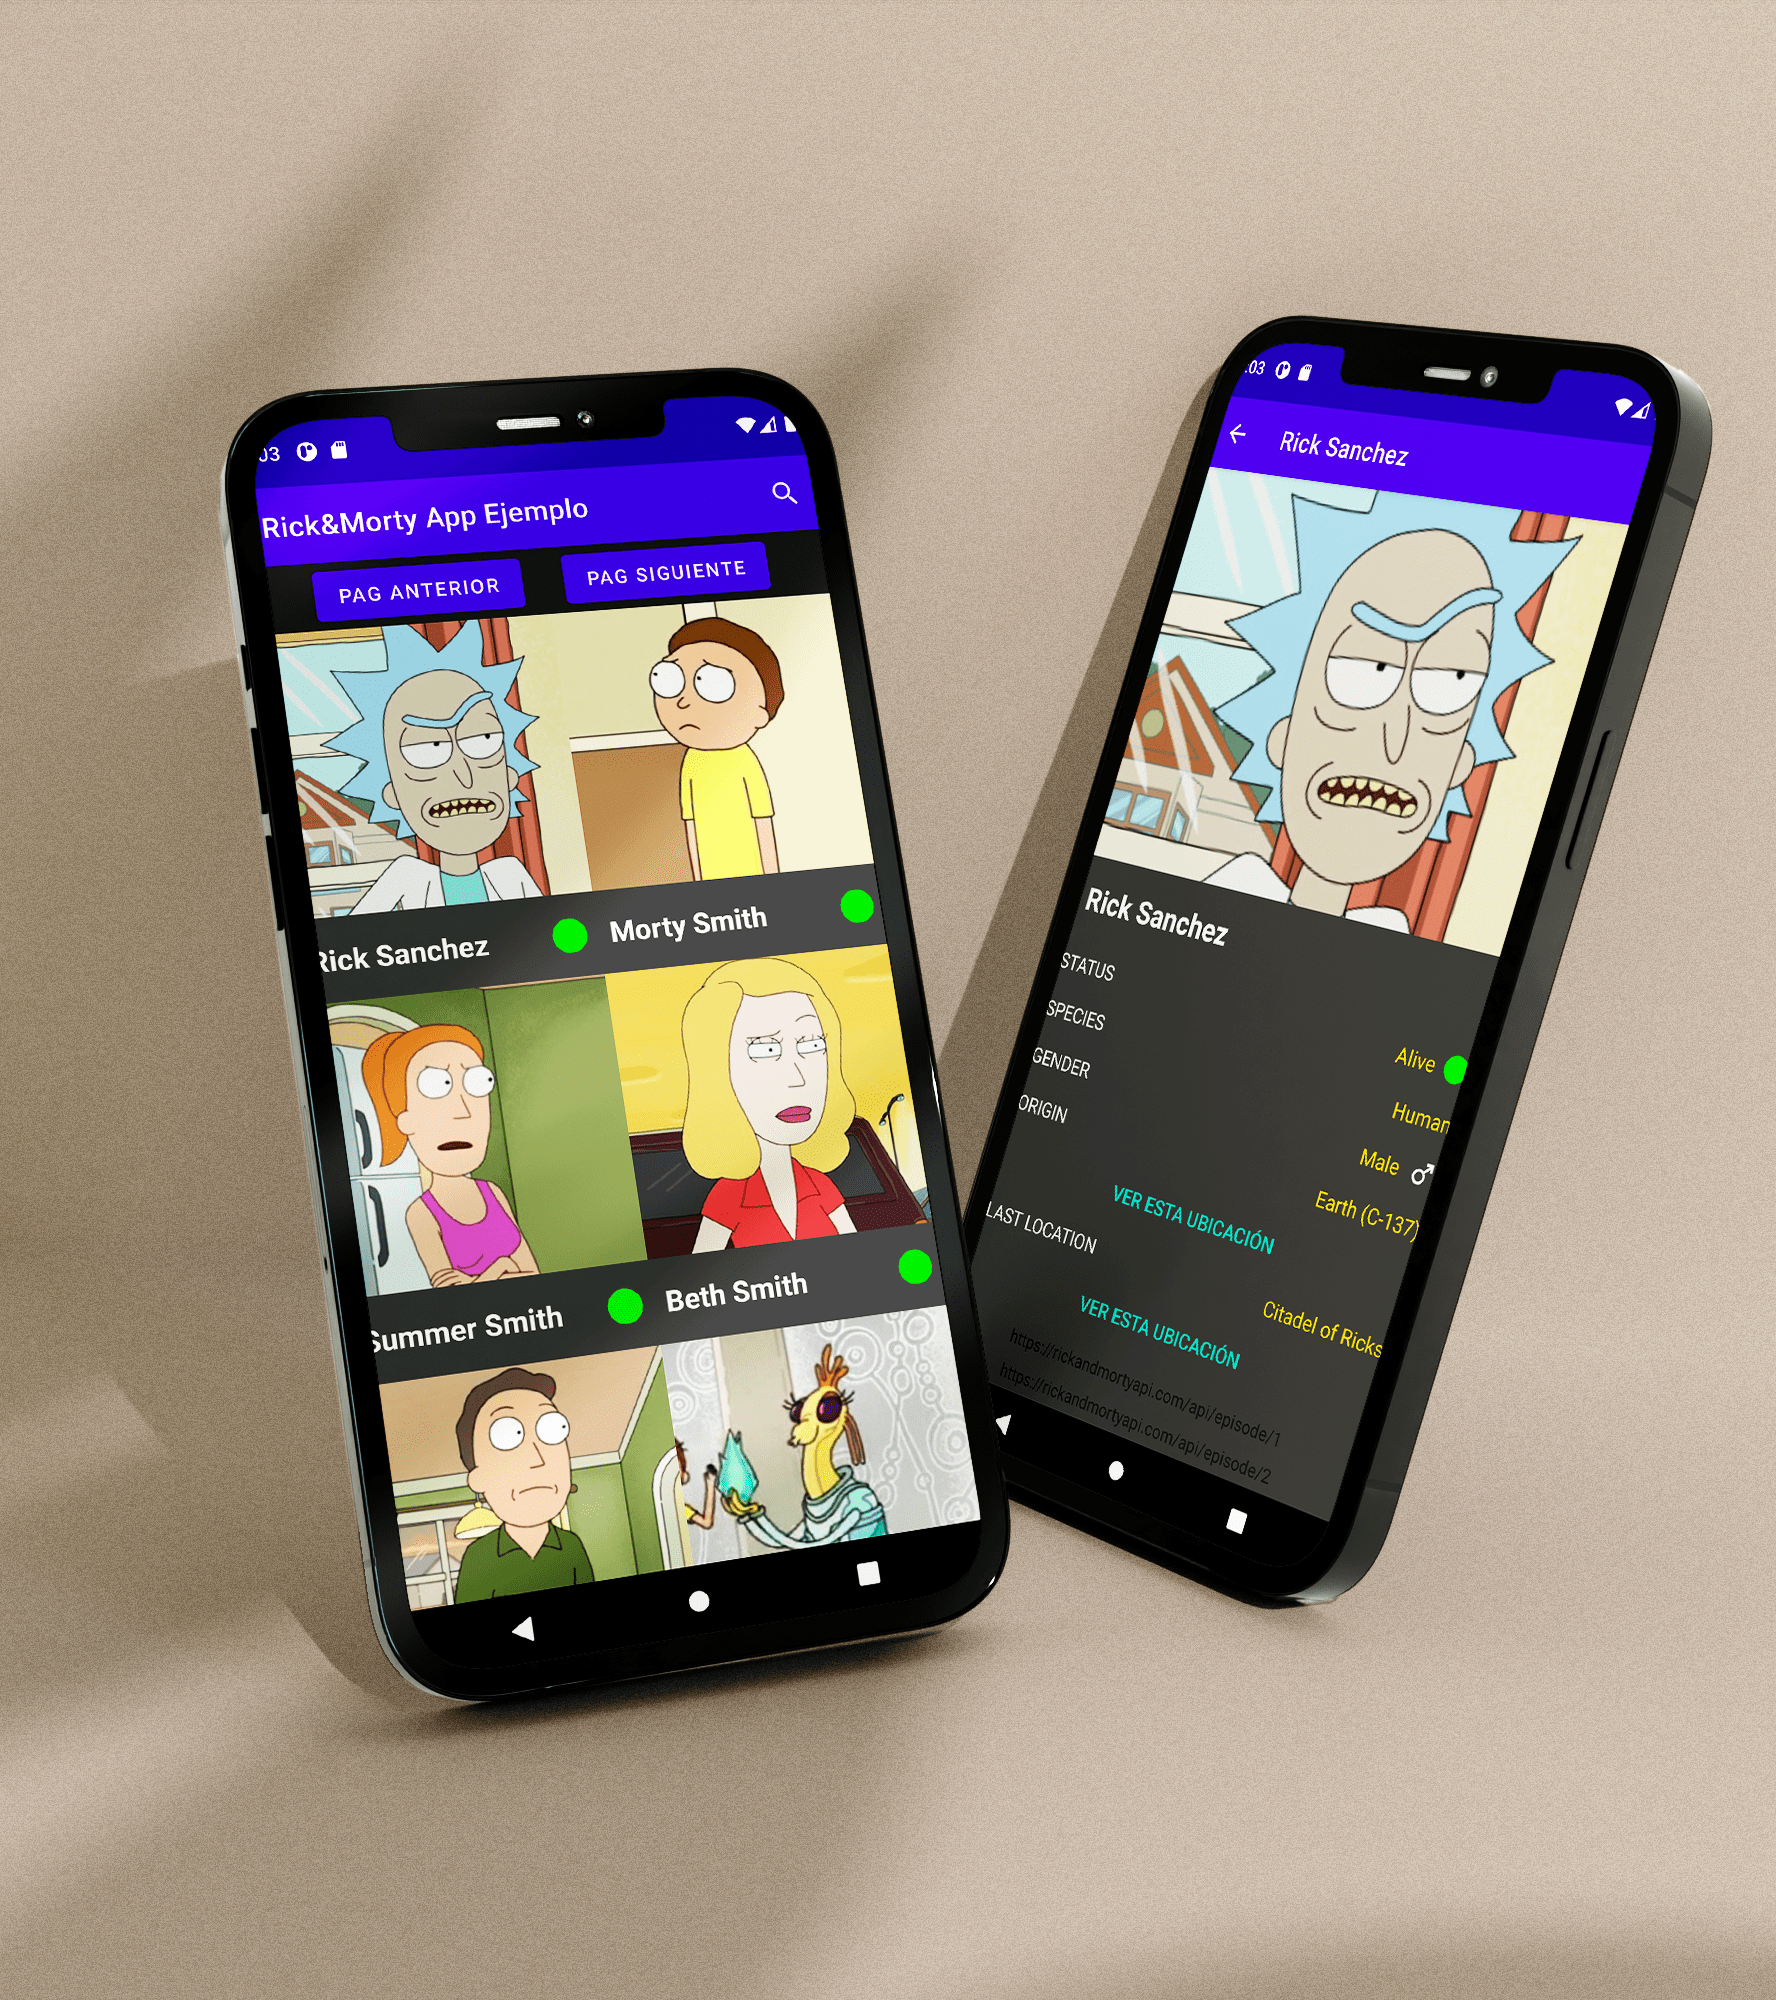 03
Rick&Morty App Ejemplo
PAG ANTERIOR
PAG SIGUIENTE
Rick Sanchez
Morty Smith
Summer Smith
Beth Smith
:03
Rick Sanchez
Rick Sanchez
STATUS
Alive
SPECIES
Human
GENDER
Male
ORIGIN
Earth (C-137)
VER ESTA UBICACIÓN
LAST LOCATION
Citadel of Ricks
VER ESTA UBICACIÓN
https://rickandmortyapi.com/api/episode/1
https://rickandmortyapi.com/api/episode/2